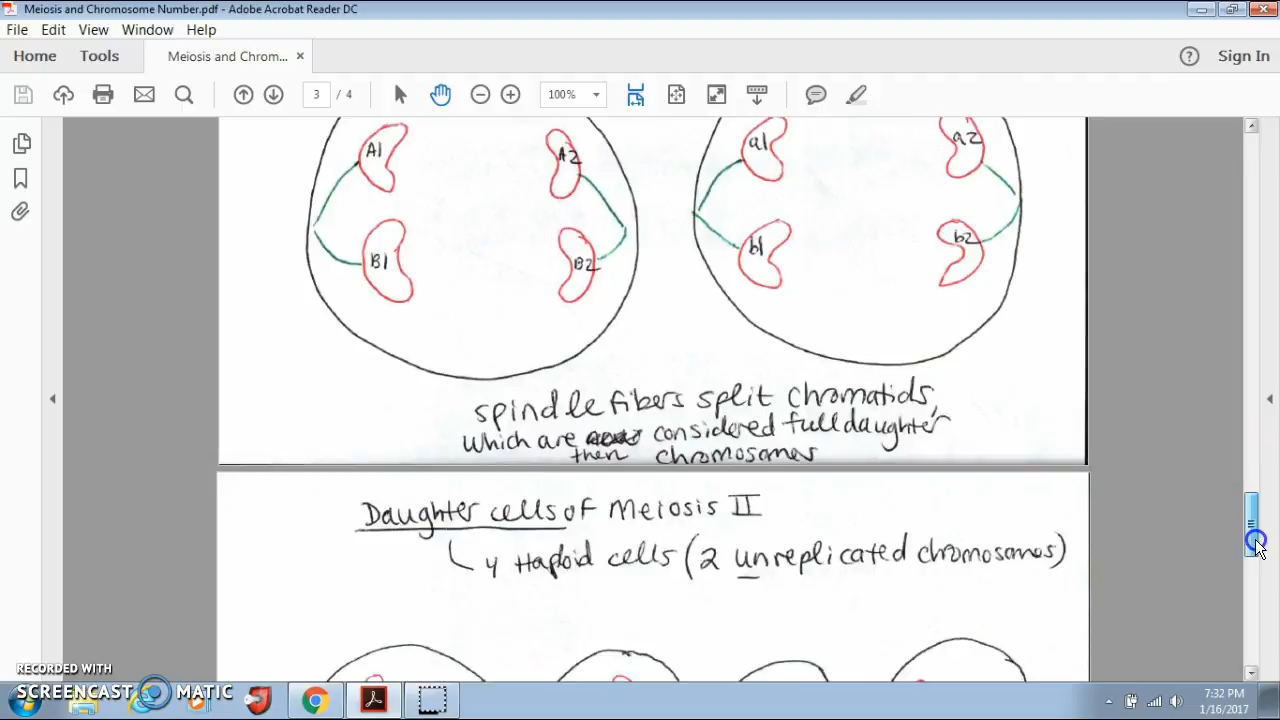 Meiosis and Chromosome Number.pdf - Adobe Acrobat Reader DC
File Edit View Window Help
Home Tools Meiosis and Chrom... × ? Sign In
3 / 4 100%
A1 A2 a1 a2
B1 B2 b1 b2
spindle fibers split chromatids,
which are considered full daughter
then chromosomes
Daughter cells of Meiosis II
4 Haploid cells (2 unreplicated chromosomes)
RECORDED WITH
SCREENCAST MATIC
7:32 PM
1/16/2017